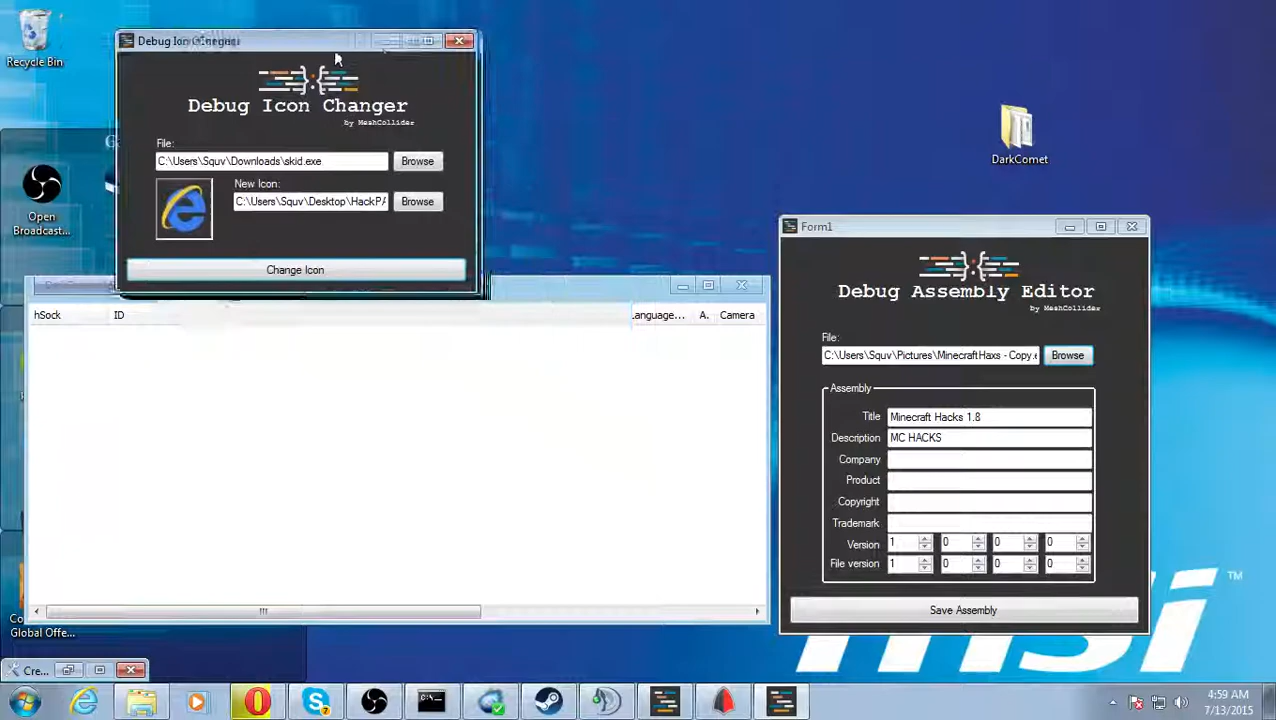 Recycle Bin
Debug Icon Changer
Debug Icon Changer
by MeshCollider
File:
C:\Users\Squv\Downloads\skid.exe
Browse
New Icon:
C:\Users\Squv\Desktop\HackPA
Browse
Change Icon
Open
Broadcast...
DarkComet
hSock
ID
Language...
A.
Camera
Form1
Debug Assembly Editor
by MeshCollider
File:
C:\Users\Squv\Pictures\MinecraftHaxs - Copy.e
Browse
Assembly
Title
Minecraft Hacks 1.8
Description
MC HACKS
Company
Product
Copyright
Trademark
Version
1
0
0
0
File version
1
0
0
0
Save Assembly
Global Offe...
Cre...
msi
TM
7
C:\
4:59 AM
7/13/2015